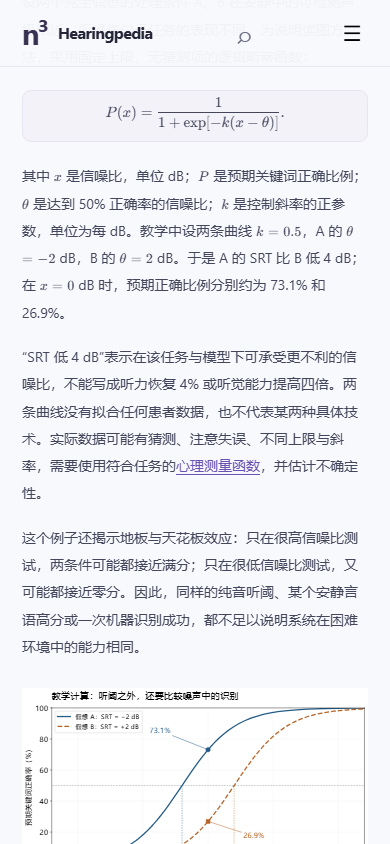 n³ Hearingpedia
P(x) = 1 / (1 + exp[−k(x − θ)]).
其中 x 是信噪比，单位 dB；P 是预期关键词正确比例；
θ 是达到 50% 正确率的信噪比；k 是控制斜率的正参
数，单位为每 dB。教学中设两条曲线 k = 0.5，A 的 θ
= −2 dB，B 的 θ = 2 dB。于是 A 的 SRT 比 B 低 4 dB；
在 x = 0 dB 时，预期正确比例分别约为 73.1% 和
26.9%。
“SRT 低 4 dB”表示在该任务与模型下可承受更不利的信
噪比，不能写成听力恢复 4% 或听觉能力提高四倍。两
条曲线没有拟合任何患者数据，也不代表某两种具体技
术。实际数据可能有猜测、注意失误、不同上限与斜
率，需要使用符合任务的心理测量函数，并估计不确定
性。
这个例子还揭示地板与天花板效应：只在很高信噪比测
试，两条件可能都接近满分；只在很低信噪比测试，又
可能都接近零分。因此，同样的纯音听阈、某个安静言
语高分或一次机器识别成功，都不足以说明系统在困难
环境中的能力相同。
教学计算：听阈之外，还要比较噪声中的识别
100
假想 A：SRT = −2 dB
假想 B：SRT = +2 dB
73.1%
80
60
预期关键词正确率（%）
40
26.9%
20